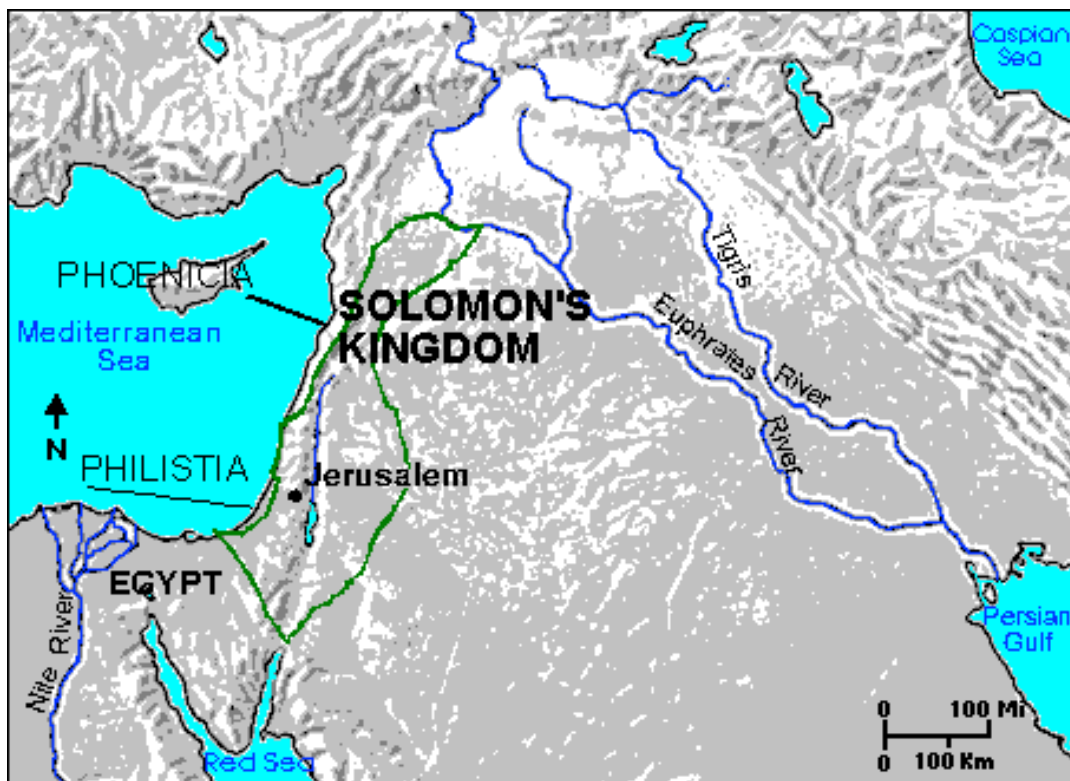 Caspian
Sea
PHOENICIA
SOLOMON'S
KINGDOM
Mediterranean
Sea
Tigris
River
Euphrates
River
N
PHILISTIA
Jerusalem
EGYPT
Nile River
Persian
Gulf
Red Sea
0 100 Mi
0 100 Km